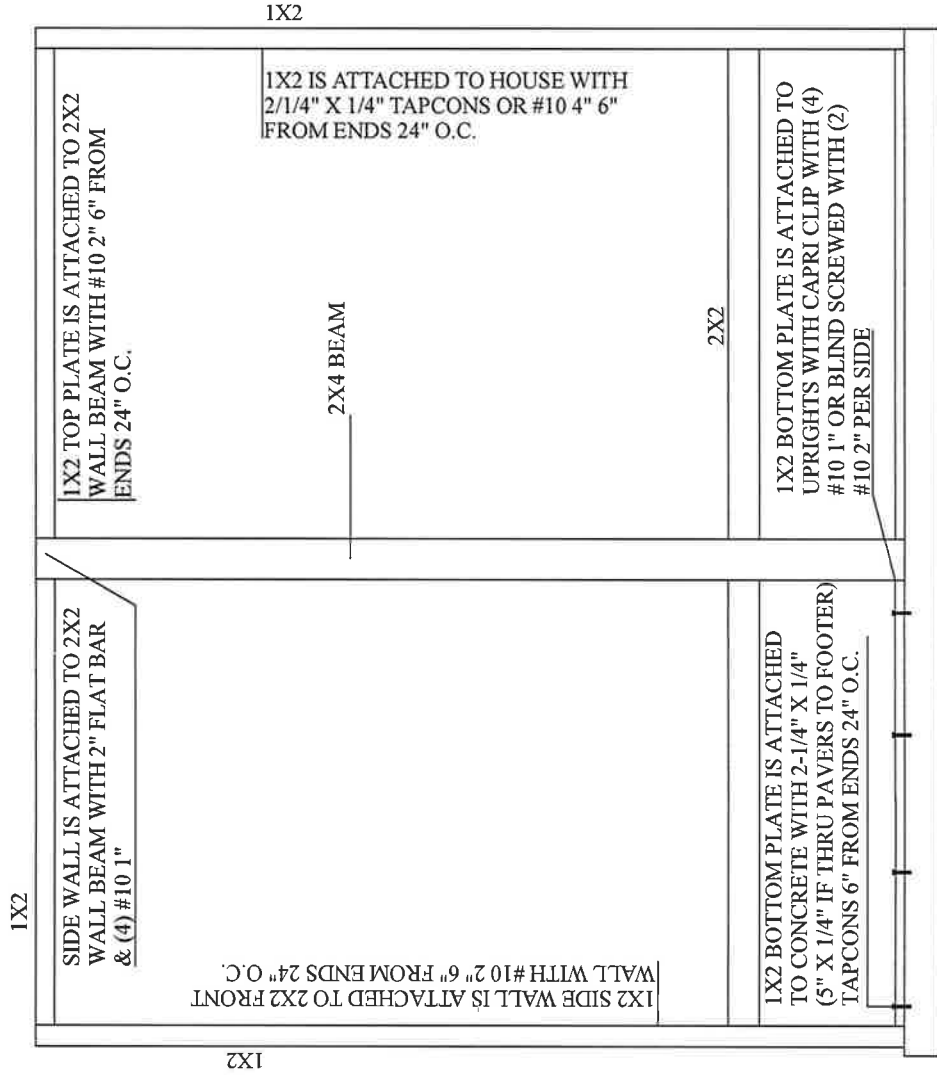 1X2
1X2 IS ATTACHED TO HOUSE WITH
2/1/4" X 1/4" TAPCONS OR #10 4" 6"
FROM ENDS 24" O.C.
1X2 TOP PLATE IS ATTACHED TO 2X2
WALL BEAM WITH #10 2" 6" FROM
ENDS 24" O.C.
2X4 BEAM
2X2
1X2 BOTTOM PLATE IS ATTACHED TO
UPRIGHTS WITH CAPRI CLIP WITH (4)
#10 1" OR BLIND SCREWED WITH (2)
#10 2" PER SIDE
1X2
SIDE WALL IS ATTACHED TO 2X2
WALL BEAM WITH 2" FLAT BAR
& (4) #10 1"
1X2 SIDE WALL IS ATTACHED TO 2X2 FRONT
WALL WITH #10 2" 6" FROM ENDS 24" O.C.
1X2 BOTTOM PLATE IS ATTACHED
TO CONCRETE WITH 2-1/4" X 1/4"
(5" X 1/4" IF THRU PAVERS TO FOOTER)
TAPCONS 6" FROM ENDS 24" O.C.
1X2